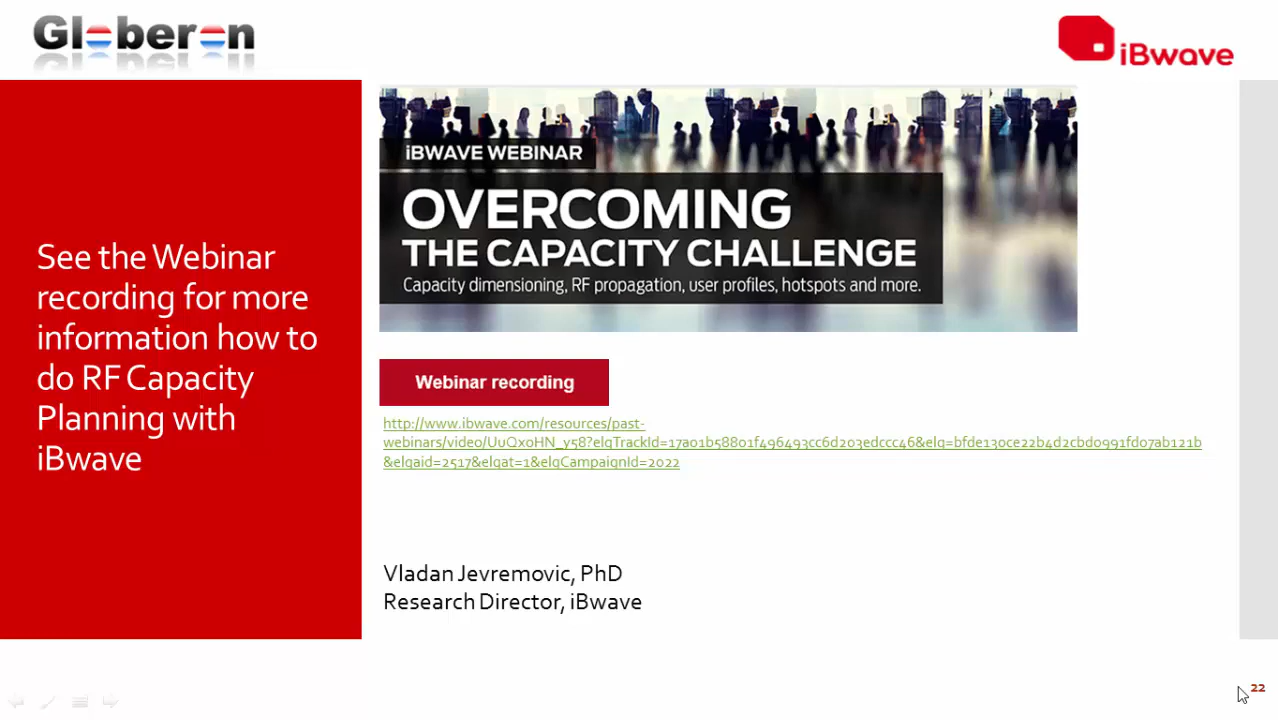 Globeron
iBwave
See the Webinar
recording for more
information how to
do RF Capacity
Planning with
iBwave
iBWAVE WEBINAR
OVERCOMING
THE CAPACITY CHALLENGE
Capacity dimensioning, RF propagation, user profiles, hotspots and more.
Webinar recording
http://www.ibwave.com/resources/past-
webinars/video/UuQxoHN_y58?elqTrackId=17a01b58801f496493cc6d203edccc46&elq=bfde130ce22b4d2cbd0991fd07ab121b
&elqaid=2517&elqat=1&elqCampaignId=2022
Vladan Jevremovic, PhD
Research Director, iBwave
22